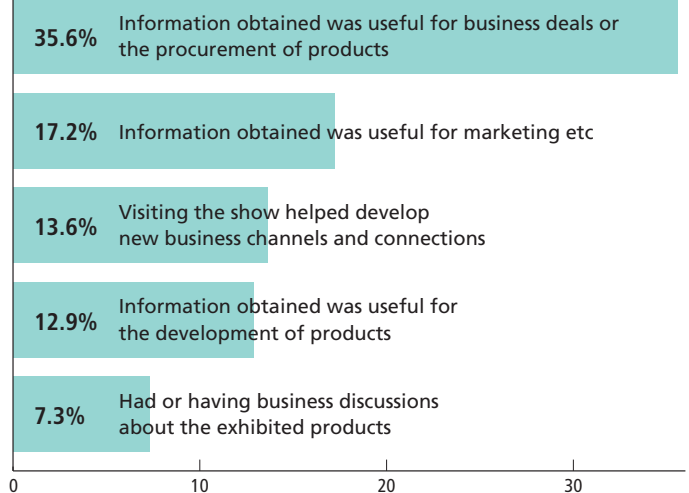 35.6% Information obtained was useful for business deals or
the procurement of products
17.2% Information obtained was useful for marketing etc
13.6% Visiting the show helped develop
new business channels and connections
12.9% Information obtained was useful for
the development of products
7.3% Had or having business discussions
about the exhibited products
0 10 20 30